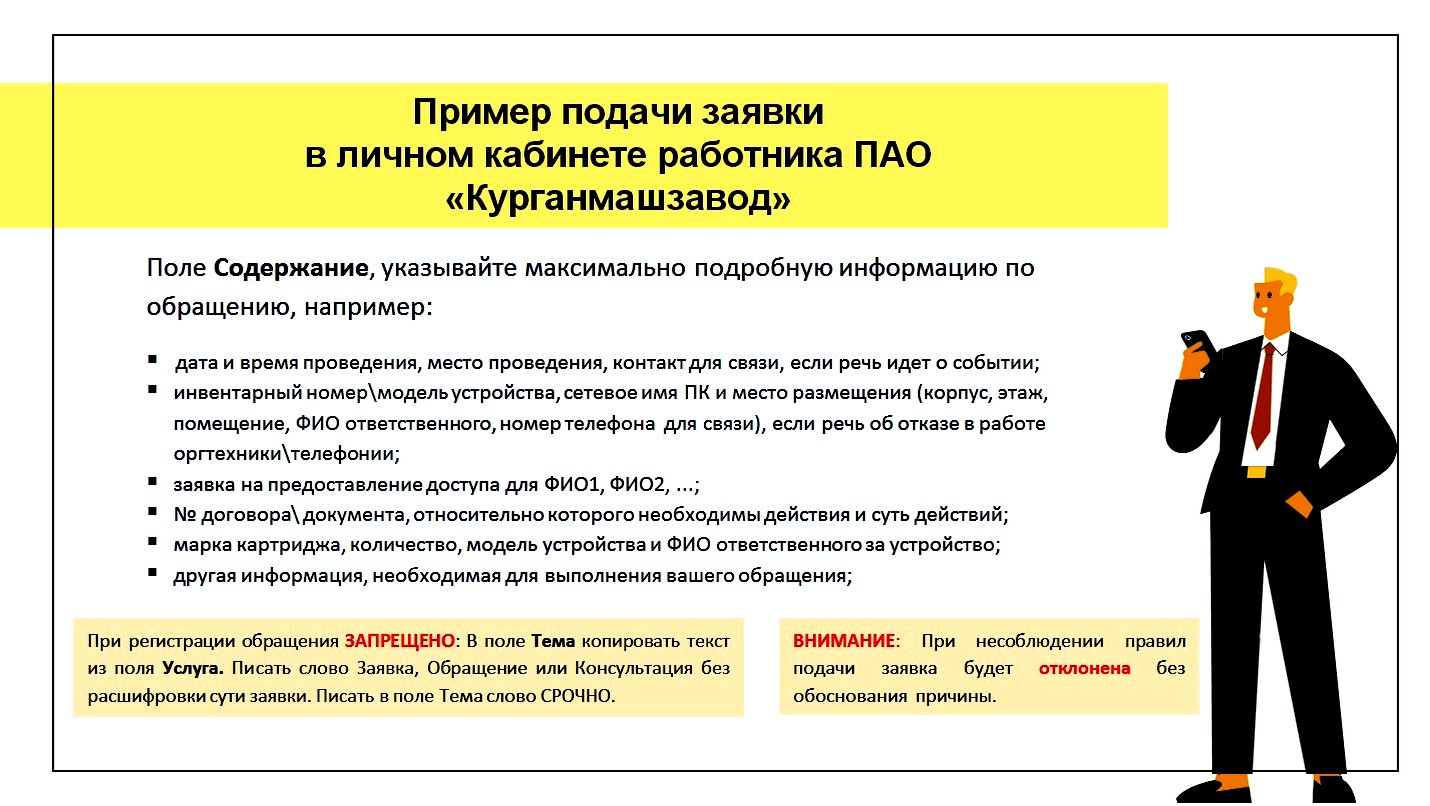 Пример подачи заявки
в личном кабинете работника ПАО
«Курганмашзавод»
Поле Содержание, указывайте максимально подробную информацию по
обращению, например:
▪ дата и время проведения, место проведения, контакт для связи, если речь идет о событии;
▪ инвентарный номер\модель устройства, сетевое имя ПК и место размещения (корпус, этаж,
помещение, ФИО ответственного, номер телефона для связи), если речь об отказе в работе
оргтехники\телефонии;
▪ заявка на предоставление доступа для ФИО1, ФИО2, ...;
▪ № договора\ документа, относительно которого необходимы действия и суть действий;
▪ марка картриджа, количество, модель устройства и ФИО ответственного за устройство;
▪ другая информация, необходимая для выполнения вашего обращения;
При регистрации обращения ЗАПРЕЩЕНО: В поле Тема копировать текст
из поля Услуга. Писать слово Заявка, Обращение или Консультация без
расшифровки сути заявки. Писать в поле Тема слово СРОЧНО.
ВНИМАНИЕ: При несоблюдении правил
подачи заявка будет отклонена без
обоснования причины.